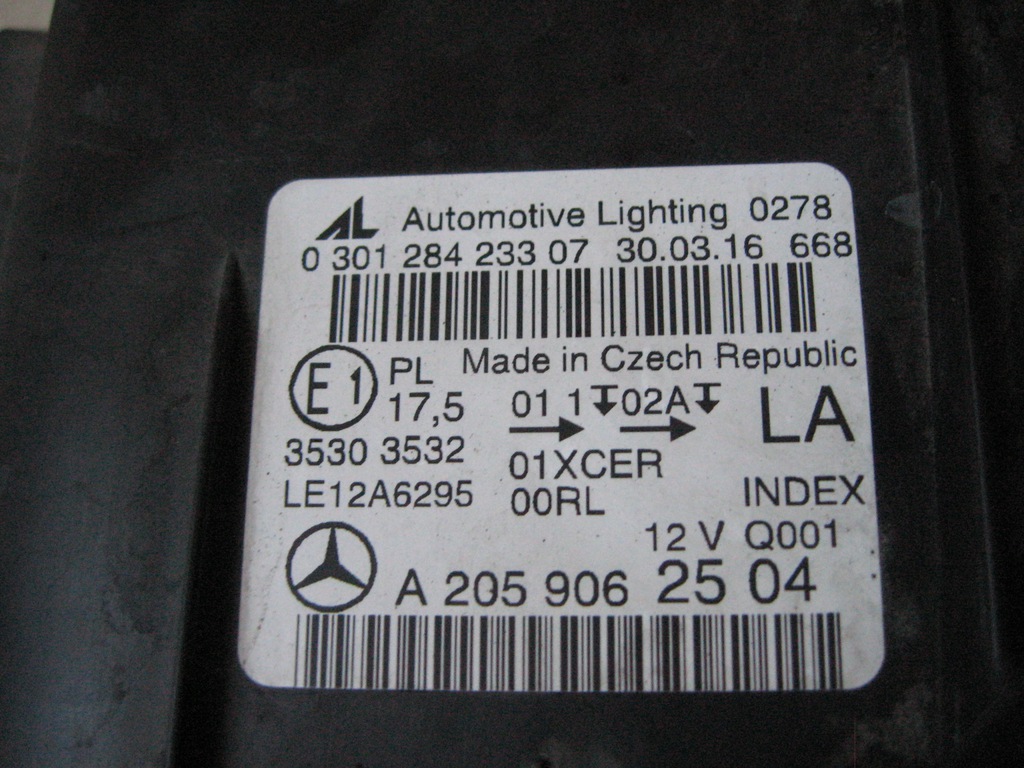 AL Automotive Lighting 0278
0 301 284 233 07 30.03.16 668
Made in Czech Republic
E1 PL 17,5
01 1 02A LA
3530 3532
01XCER
LE12A6295 00RL INDEX
12 V Q001
A 205 906 25 04